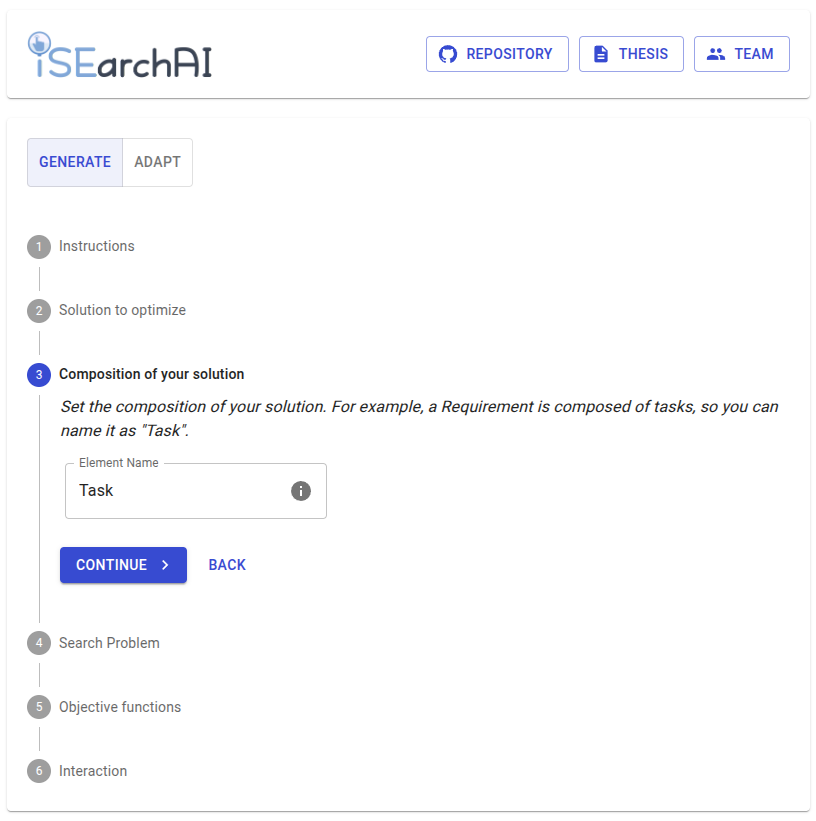 iSEarchAI
REPOSITORY
THESIS
TEAM
GENERATE
ADAPT
1 Instructions
2 Solution to optimize
3 Composition of your solution
Set the composition of your solution. For example, a Requirement is composed of tasks, so you can
name it as "Task".
Element Name
Task
CONTINUE
BACK
4 Search Problem
5 Objective functions
6 Interaction